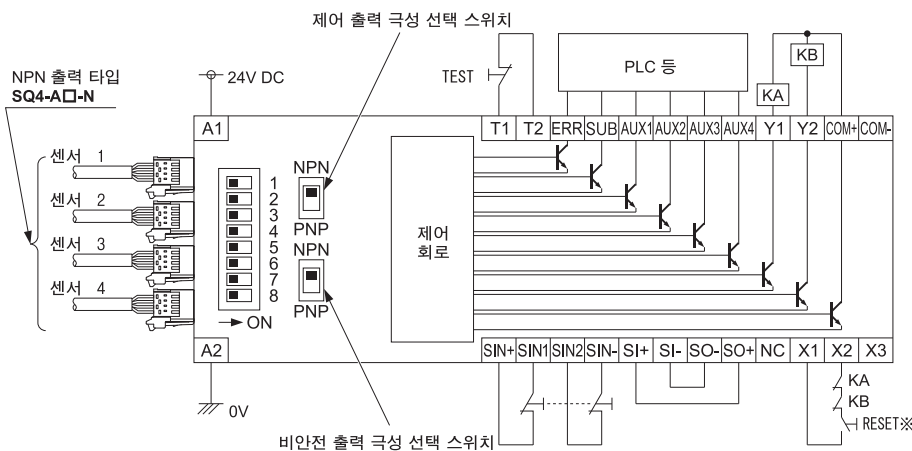 제어 출력 극성 선택 스위치
NPN 출력 타입
SQ4-A□-N
24V DC
TEST
PLC 등
KA
KB
A1
T1 T2 ERR SUB AUX1 AUX2 AUX3 AUX4 Y1 Y2 COM+ COM-
센서 1
센서 2
센서 3
센서 4
1
2
3
4
5
6
7
8
→ ON
NPN
PNP
NPN
PNP
제어
회로
A2
SIN+ SIN1 SIN2 SIN- SI+ SI- SO- SO+ NC X1 X2 X3
0V
KA
KB
RESET※
비안전 출력 극성 선택 스위치